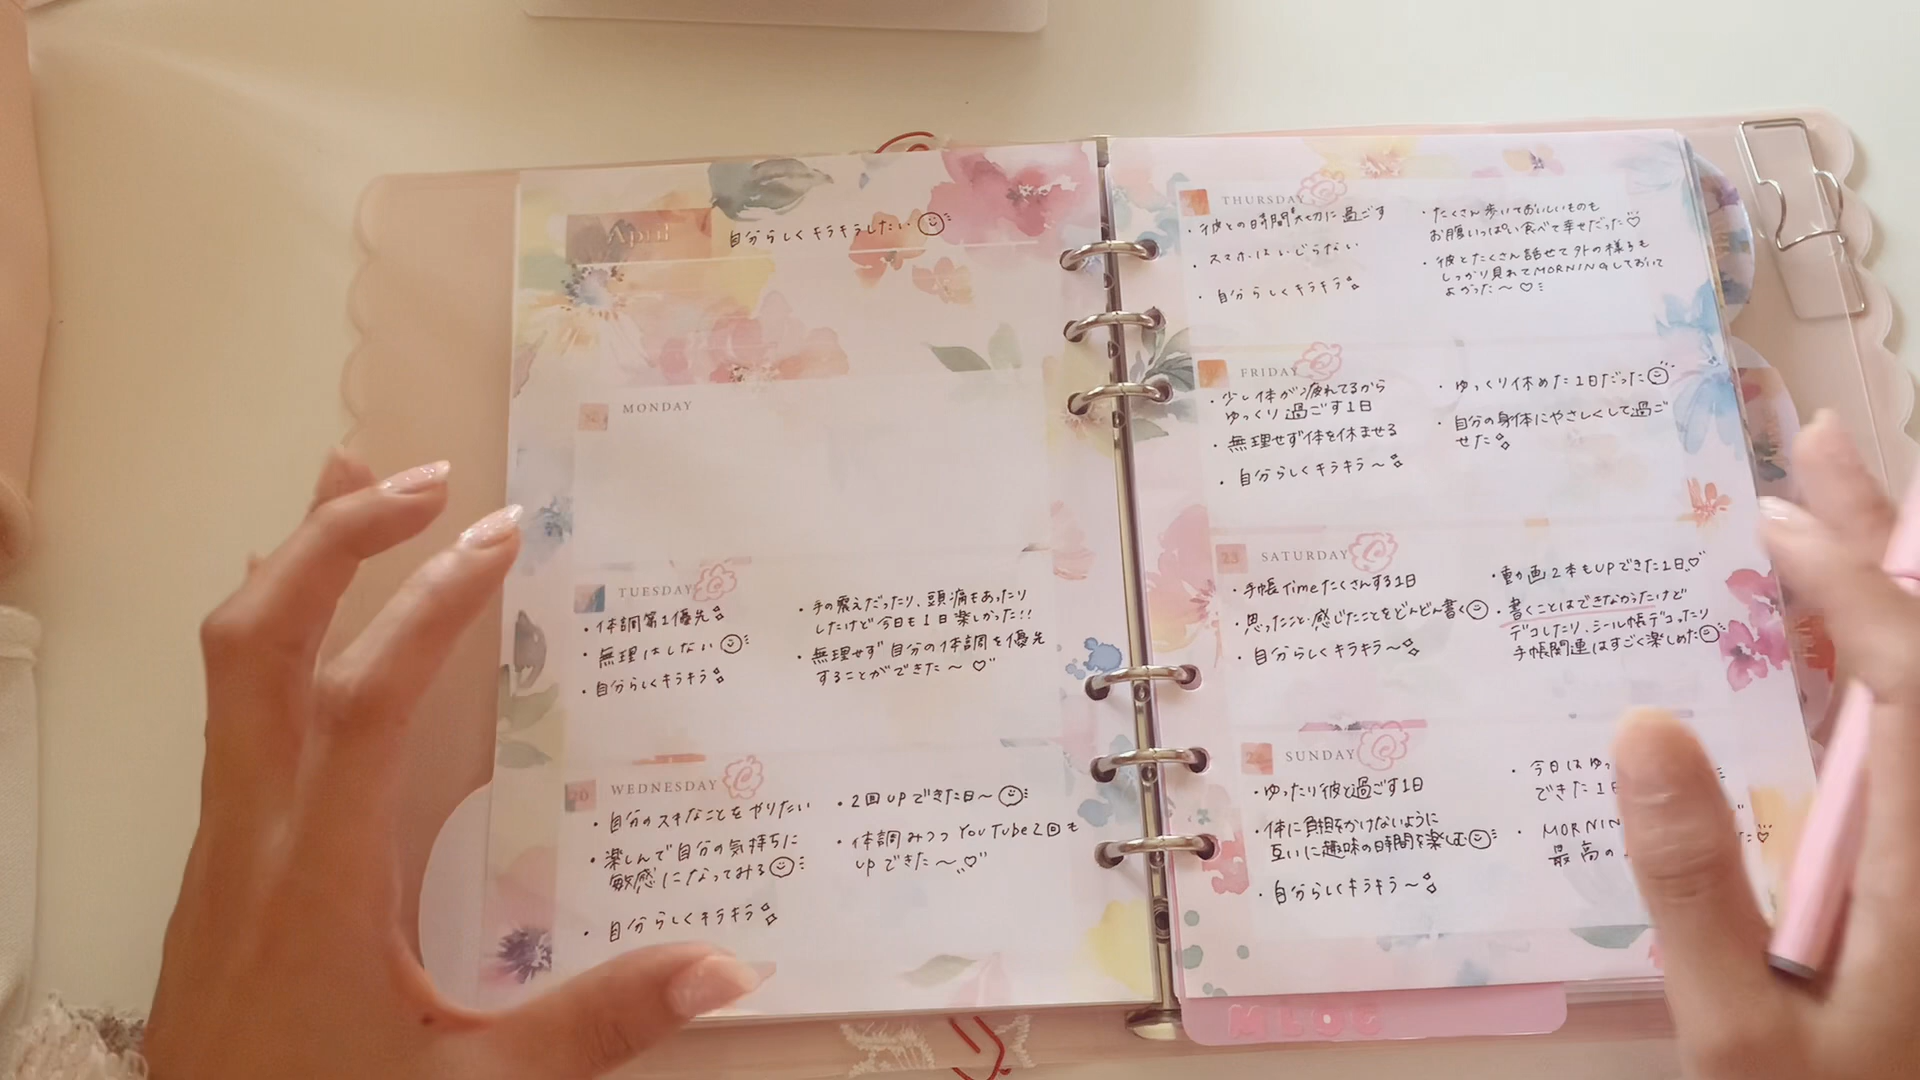 April
自分らしくキラキラしたい
MONDAY
TUESDAY
・体調第1優先
・無理はしない
・自分らしくキラキラ
・手の震えだったり、頭痛もあったり
したけど今日も1日楽しかった!!
・無理せず自分の体調を優先
することができた〜♡
20
WEDNESDAY
・自分のスキなことをやりたい
・楽しんで自分の気持ちに
敏感になってみる
・自分らしくキラキラ
・2回UPできた日〜
・体調みつつYouTube2回も
UPできた〜♡
THURSDAY
・彼との時間大切に過ごす
・スマホはいじらない
・自分らしくキラキラ
・たくさん歩いておいしいものも
お腹いっぱい食べて幸せだった♡
・彼とたくさん話せて外の様子も
しっかり見れてMORNINGしておいて
よかった〜♡
FRIDAY
・少し体が疲れてるから
ゆっくり過ごす1日
・無理せず体を休ませる
・自分らしくキラキラ〜
・ゆっくり休めた1日だった
・自分の身体にやさしくして過ご
せた
23
SATURDAY
・手帳Timeたくさんする1日
・思ったこと・感じたことをどんどん書く
・自分らしくキラキラ〜
・動画2本もUPできた1日♡
・書くことはできなかったけど
デコしたり、シール帳デコったり
手帳関連はすごく楽しめた
SUNDAY
・ゆったり彼と過ごす1日
・体に負担をかけないように
互いに趣味の時間を楽しむ
・自分らしくキラキラ〜
・今日はゆっ
できた1
・MORNIN
最高の